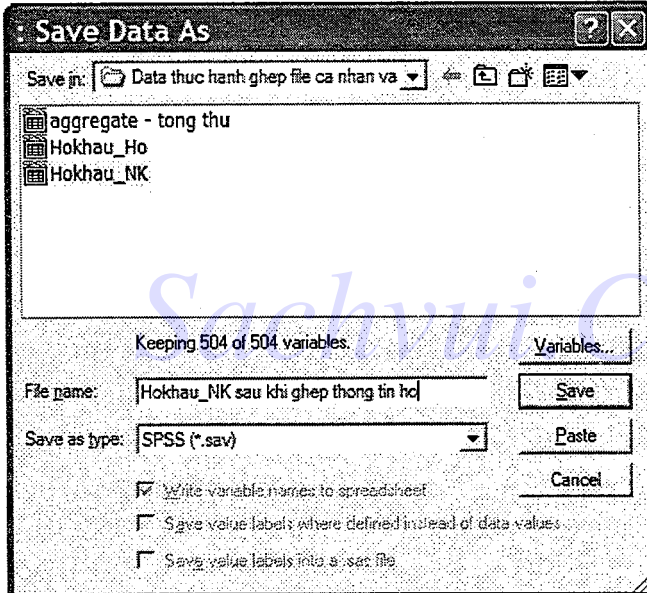 : Save Data As
Save in: Data thuc hanh ghep file ca nhan va
aggregate - tong thu
Hokhau_Ho
Hokhau_NK
Sachvui.C
Keeping 504 of 504 variables.
Variables...
File name: Hokhau_NK sau khi ghep thong tin ho
Save
Save as type: SPSS (*.sav)
Paste
Cancel
Write variable names to spreadsheet
Save value labels where defined instead of data values
Save value labels into a .sas file